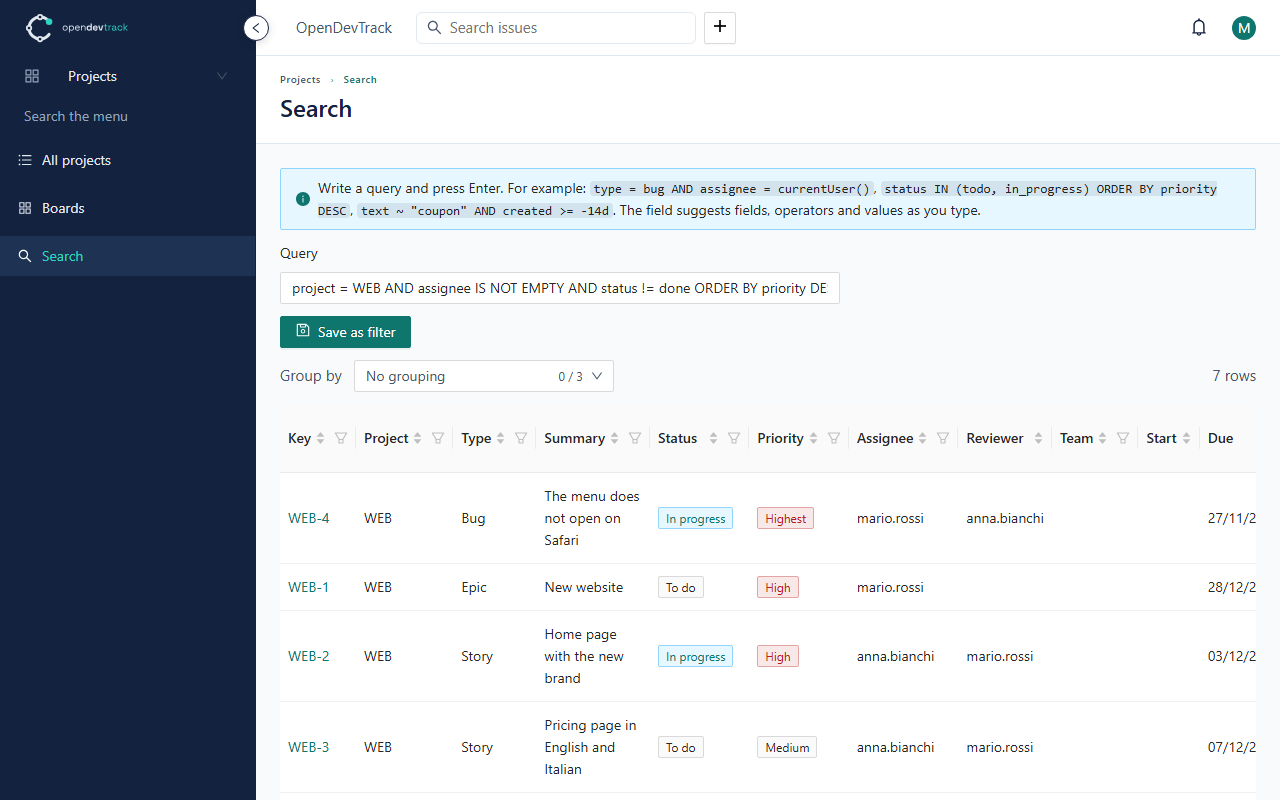 opendevtrack
OpenDevTrack
Search issues
M
Projects
Search the menu
All projects
Boards
Search
Projects › Search
Search
Write a query and press Enter. For example: type = bug AND assignee = currentUser(), status IN (todo, in_progress) ORDER BY priority
DESC, text ~ "coupon" AND created >= -14d. The field suggests fields, operators and values as you type.
Query
project = WEB AND assignee IS NOT EMPTY AND status != done ORDER BY priority DE
Save as filter
Group by No grouping 0 / 3 7 rows
Key Project Type Summary Status Priority Assignee Reviewer Team Start Due
WEB-4 WEB Bug The menu does not open on Safari In progress Highest mario.rossi anna.bianchi 27/11/2
WEB-1 WEB Epic New website To do High mario.rossi 28/12/2
WEB-2 WEB Story Home page with the new brand In progress High anna.bianchi mario.rossi 03/12/2
WEB-3 WEB Story Pricing page in English and Italian To do Medium anna.bianchi mario.rossi 07/12/2